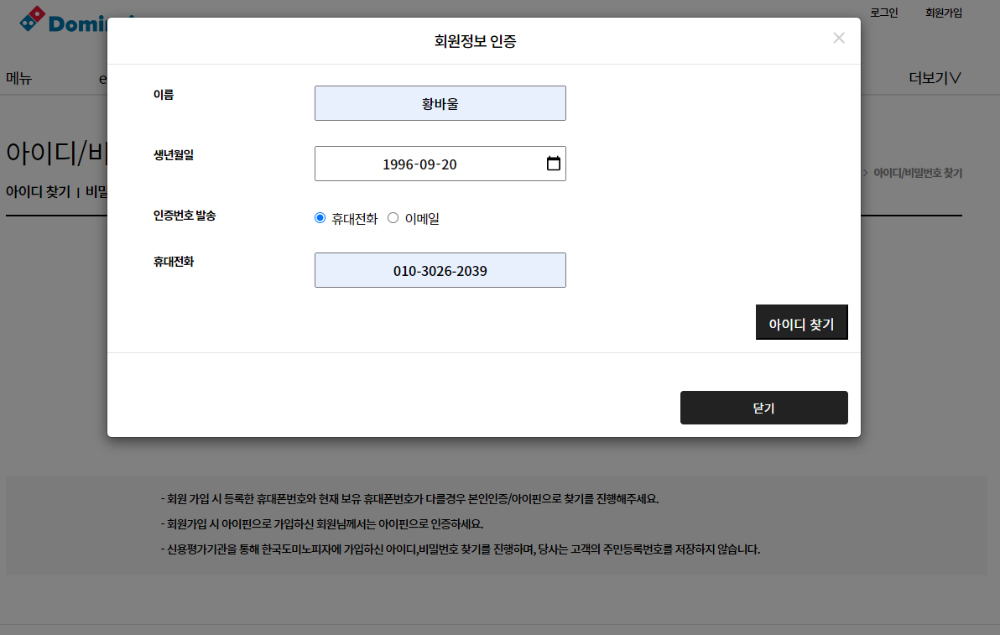 로그인 회원가입
Domin
회원정보 인증
메뉴 e 더보기∨
이름 황바울
아이디/비
생년월일 1996-09-20
> 아이디/비밀번호 찾기
아이디 찾기 | 비밀
인증번호 발송 휴대전화 이메일
휴대전화 010-3026-2039
아이디 찾기
닫기
- 회원 가입 시 등록한 휴대폰번호와 현재 보유 휴대폰번호가 다를경우 본인인증/아이핀으로 찾기를 진행해주세요.
- 회원가입 시 아이핀으로 가입하신 회원님께서는 아이핀으로 인증하세요.
- 신용평가기관을 통해 한국도미노피자에 가입하신 아이디,비밀번호 찾기를 진행하며, 당사는 고객의 주민등록번호를 저장하지 않습니다.